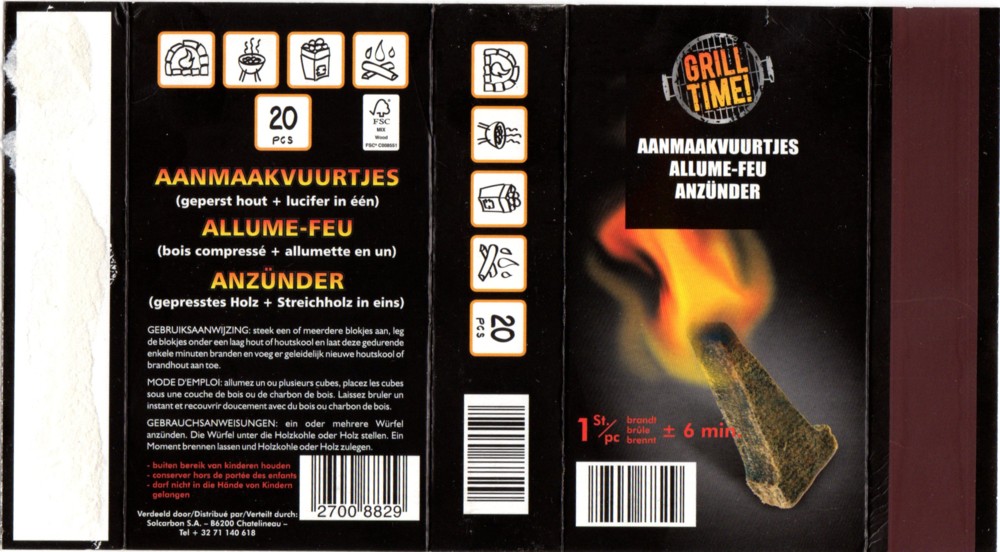 20
PCS
FSC
MIX
Wood
FSC® C008551
AANMAAKVUURTJES
(geperst hout + lucifer in één)
ALLUME-FEU
(bois compressé + allumette en un)
ANZÜNDER
(gepresstes Holz + Streichholz in eins)
GEBRUIKSAANWIJZING: steek een of meerdere blokjes aan, leg
de blokjes onder een laag hout of houtskool en laat deze gedurende
enkele minuten branden en voeg er geleidelijk nieuwe houtskool of
brandhout aan toe.
MODE D'EMPLOI: allumez un ou plusieurs cubes, placez les cubes
sous une couche de bois ou de charbon de bois. Laissez bruler un
instant et recouvrir doucement avec du bois ou charbon de bois.
GEBRAUCHSANWEISUNGEN: ein oder mehrere Würfel
anzünden. Die Würfel unter die Holzkohle oder Holz stellen. Ein
Moment brennen lassen und Holzkohle oder Holz zulegen.
- buiten bereik van kinderen houden
- conserver hors de portée des enfants
- darf nicht in die Hände von Kindern
gelangen
2700 8829
Verdeeld door/Distribué par/Verteilt durch:
Solcarbon S.A. – B6200 Chatelineau –
Tel + 32 71 140 618
20
PCS
GRILL
TIME!
AANMAAKVUURTJES
ALLUME-FEU
ANZÜNDER
1 St./pc brandt
brûle
brennt ± 6 min.